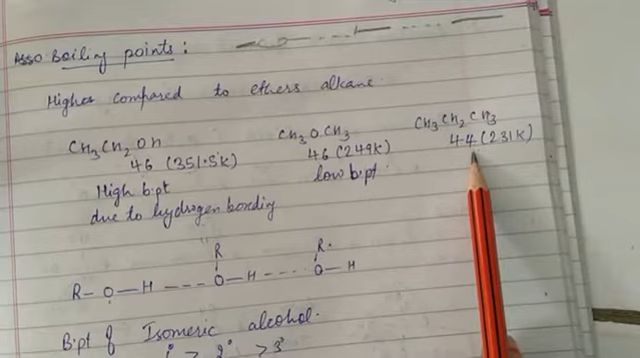 Asso Boiling points :
Higher compared to ethers alkane.
CH3CH2OH CH3OCH3 CH3CH2CH3
46 (351.5K) 46 (249K) 44 (231K)
High b.pt low b.pt
due to hydrogen bonding
R R.
R-O-H ---- O-H --- O-H
B.pt of Isomeric alcohol.
1° > 2° > 3°